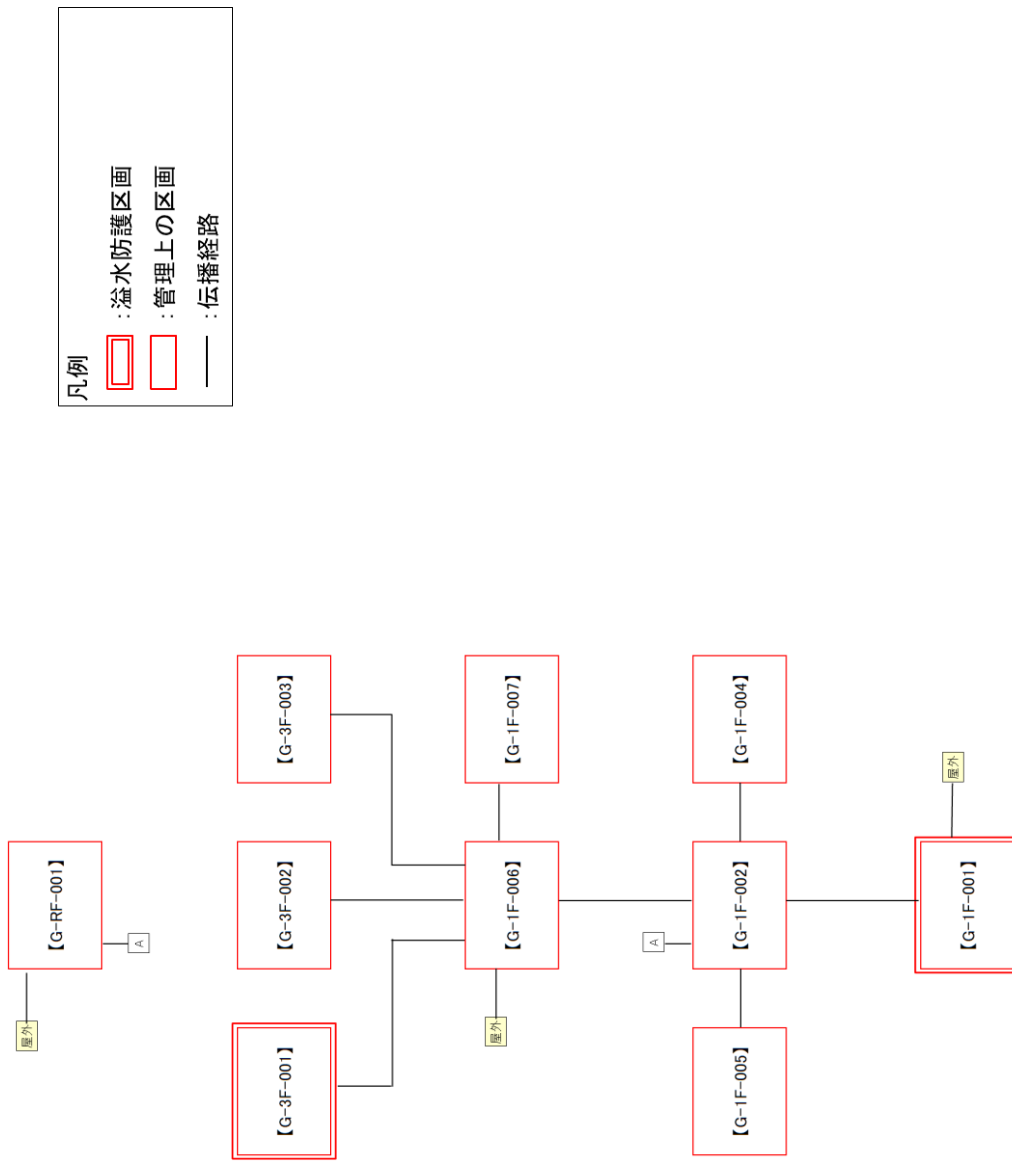 凡例
:溢水防護区画
:管理上の区画
:伝播経路
【G-RF-001】
A
屋外
【G-3F-001】
【G-3F-002】
【G-3F-003】
屋外
【G-1F-006】
【G-1F-007】
A
【G-1F-005】
【G-1F-002】
【G-1F-004】
【G-1F-001】
屋外